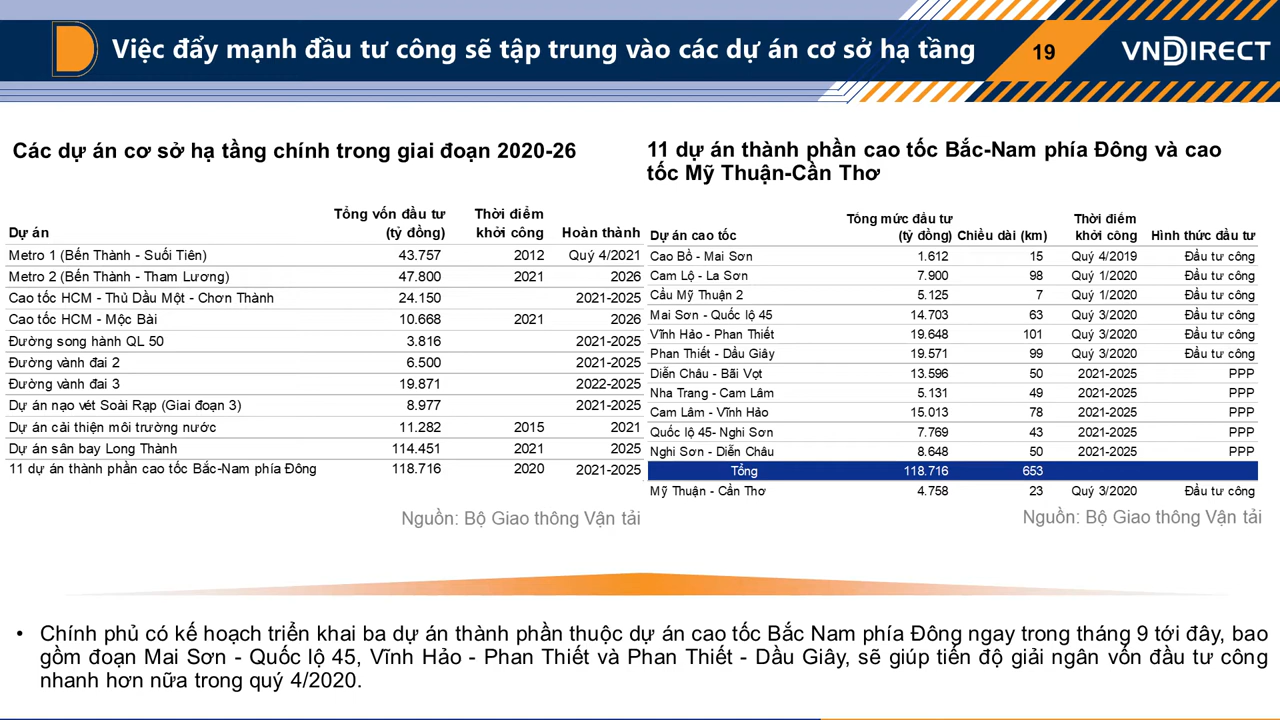 Việc đẩy mạnh đầu tư công sẽ tập trung vào các dự án cơ sở hạ tầng
19
VNDIRECT
Các dự án cơ sở hạ tầng chính trong giai đoạn 2020-26
Dự án Tổng vốn đầu tư (tỷ đồng) Thời điểm khởi công Hoàn thành
Metro 1 (Bến Thành - Suối Tiên) 43.757 2012 Quý 4/2021
Metro 2 (Bến Thành - Tham Lương) 47.800 2021 2026
Cao tốc HCM - Thủ Dầu Một - Chơn Thành 24.150 2021-2025
Cao tốc HCM - Mộc Bài 10.668 2021 2026
Đường song hành QL 50 3.816 2021-2025
Đường vành đai 2 6.500 2021-2025
Đường vành đai 3 19.871 2022-2025
Dự án nạo vét Soài Rạp (Giai đoạn 3) 8.977 2021-2025
Dự án cải thiện môi trường nước 11.282 2015 2021
Dự án sân bay Long Thành 114.451 2021 2025
11 dự án thành phần cao tốc Bắc-Nam phía Đông 118.716 2020 2021-2025
Nguồn: Bộ Giao thông Vận tải
11 dự án thành phần cao tốc Bắc-Nam phía Đông và cao
tốc Mỹ Thuận-Cần Thơ
Dự án cao tốc Tổng mức đầu tư (tỷ đồng) Chiều dài (km) Thời điểm khởi công Hình thức đầu tư
Cao Bồ - Mai Sơn 1.612 15 Quý 4/2019 Đầu tư công
Cam Lộ - La Sơn 7.900 98 Quý 1/2020 Đầu tư công
Cầu Mỹ Thuận 2 5.125 7 Quý 1/2020 Đầu tư công
Mai Sơn - Quốc lộ 45 14.703 63 Quý 3/2020 Đầu tư công
Vĩnh Hảo - Phan Thiết 19.648 101 Quý 3/2020 Đầu tư công
Phan Thiết - Dầu Giây 19.571 99 Quý 3/2020 Đầu tư công
Diễn Châu - Bãi Vọt 13.596 50 2021-2025 PPP
Nha Trang - Cam Lâm 5.131 49 2021-2025 PPP
Cam Lâm - Vĩnh Hảo 15.013 78 2021-2025 PPP
Quốc lộ 45- Nghi Sơn 7.769 43 2021-2025 PPP
Nghi Sơn - Diễn Châu 8.648 50 2021-2025 PPP
Tổng 118.716 653
Mỹ Thuận - Cần Thơ 4.758 23 Quý 3/2020 Đầu tư công
Nguồn: Bộ Giao thông Vận tải
• Chính phủ có kế hoạch triển khai ba dự án thành phần thuộc dự án cao tốc Bắc Nam phía Đông ngay trong tháng 9 tới đây, bao
gồm đoạn Mai Sơn - Quốc lộ 45, Vĩnh Hảo - Phan Thiết và Phan Thiết - Dầu Giây, sẽ giúp tiến độ giải ngân vốn đầu tư công
nhanh hơn nữa trong quý 4/2020.